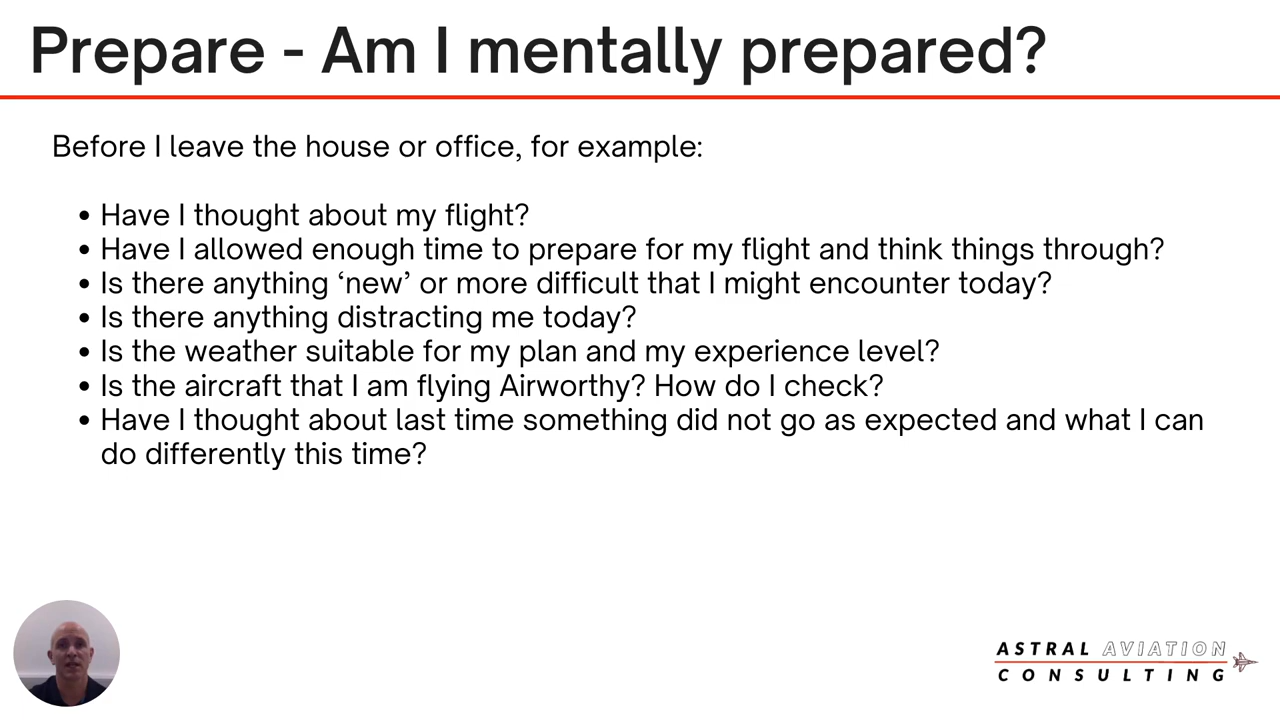 Prepare - Am I mentally prepared?
Before I leave the house or office, for example:
• Have I thought about my flight?
• Have I allowed enough time to prepare for my flight and think things through?
• Is there anything ‘new’ or more difficult that I might encounter today?
• Is there anything distracting me today?
• Is the weather suitable for my plan and my experience level?
• Is the aircraft that I am flying Airworthy? How do I check?
• Have I thought about last time something did not go as expected and what I can
do differently this time?
ASTRAL AVIATION
CONSULTING